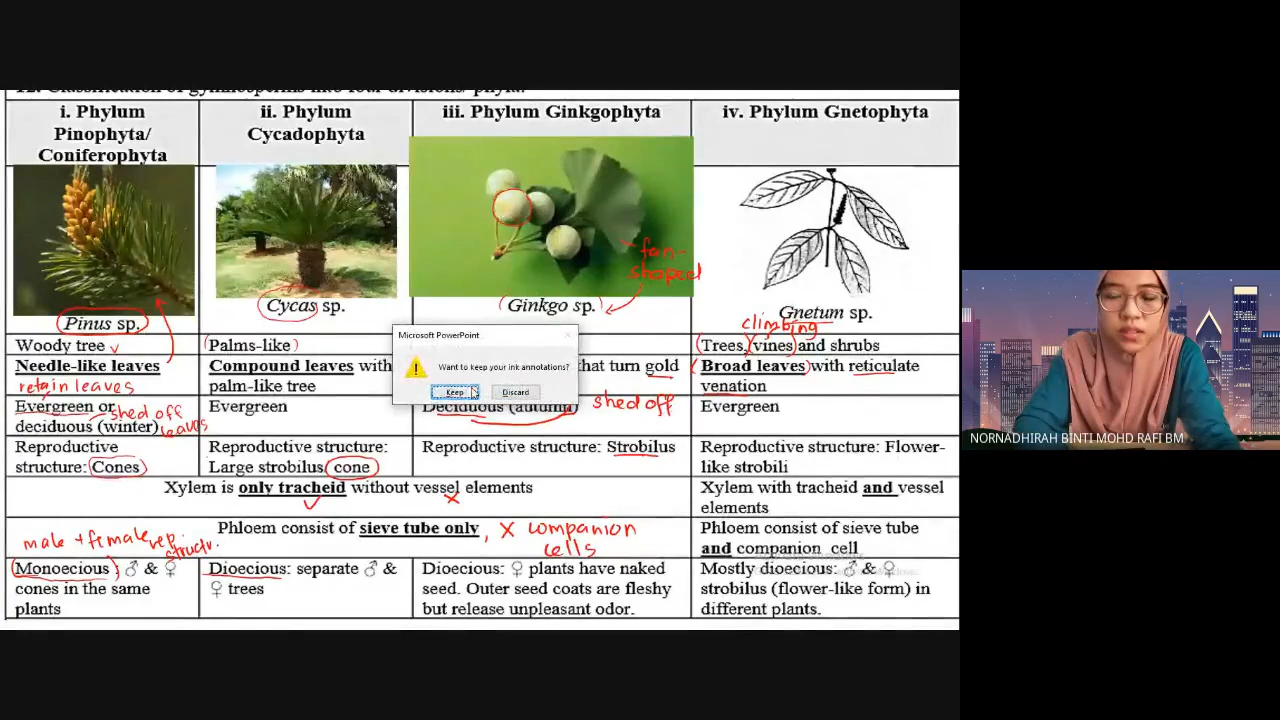 12. Classification of gymnosperms into four divisions/ phyla.
i. Phylum
Pinophyta/
Coniferophyta
ii. Phylum
Cycadophyta
iii. Phylum Ginkgophyta
iv. Phylum Gnetophyta
fan-
shaped
Pinus sp.
Cycas sp.
Ginkgo sp.
Gnetum sp.
climbing
Woody tree
Palms-like
Trees, vines and shrubs
Needle-like leaves
retain leaves
Compound leaves with
palm-like tree
that turn gold
Broad leaves with reticulate
venation
Microsoft PowerPoint
Want to keep your ink annotations?
Keep
Discard
Evergreen or
shed off
deciduous (winter)
leaves
Evergreen
Deciduous (autumn)
shed off
Evergreen
Reproductive
structure: Cones
Reproductive structure:
Large strobilus cone
Reproductive structure: Strobilus
Reproductive structure: Flower-
like strobili
Xylem is only tracheid without vessel elements
Xylem with tracheid and vessel
elements
Phloem consist of sieve tube only
, X companion
cells
Phloem consist of sieve tube
and companion cell
male + female rep.
structr.
Monoecious; ♂ &  ♀
cones in the same
plants
Dioecious: separate ♂ &
♀ trees
Dioecious: ♀ plants have naked
seed. Outer seed coats are fleshy
but release unpleasant odor.
Mostly dioecious: ♂ & ♀
strobilus (flower-like form) in
different plants.
NORNADHIRAH BINTI MOHD RAFI BM